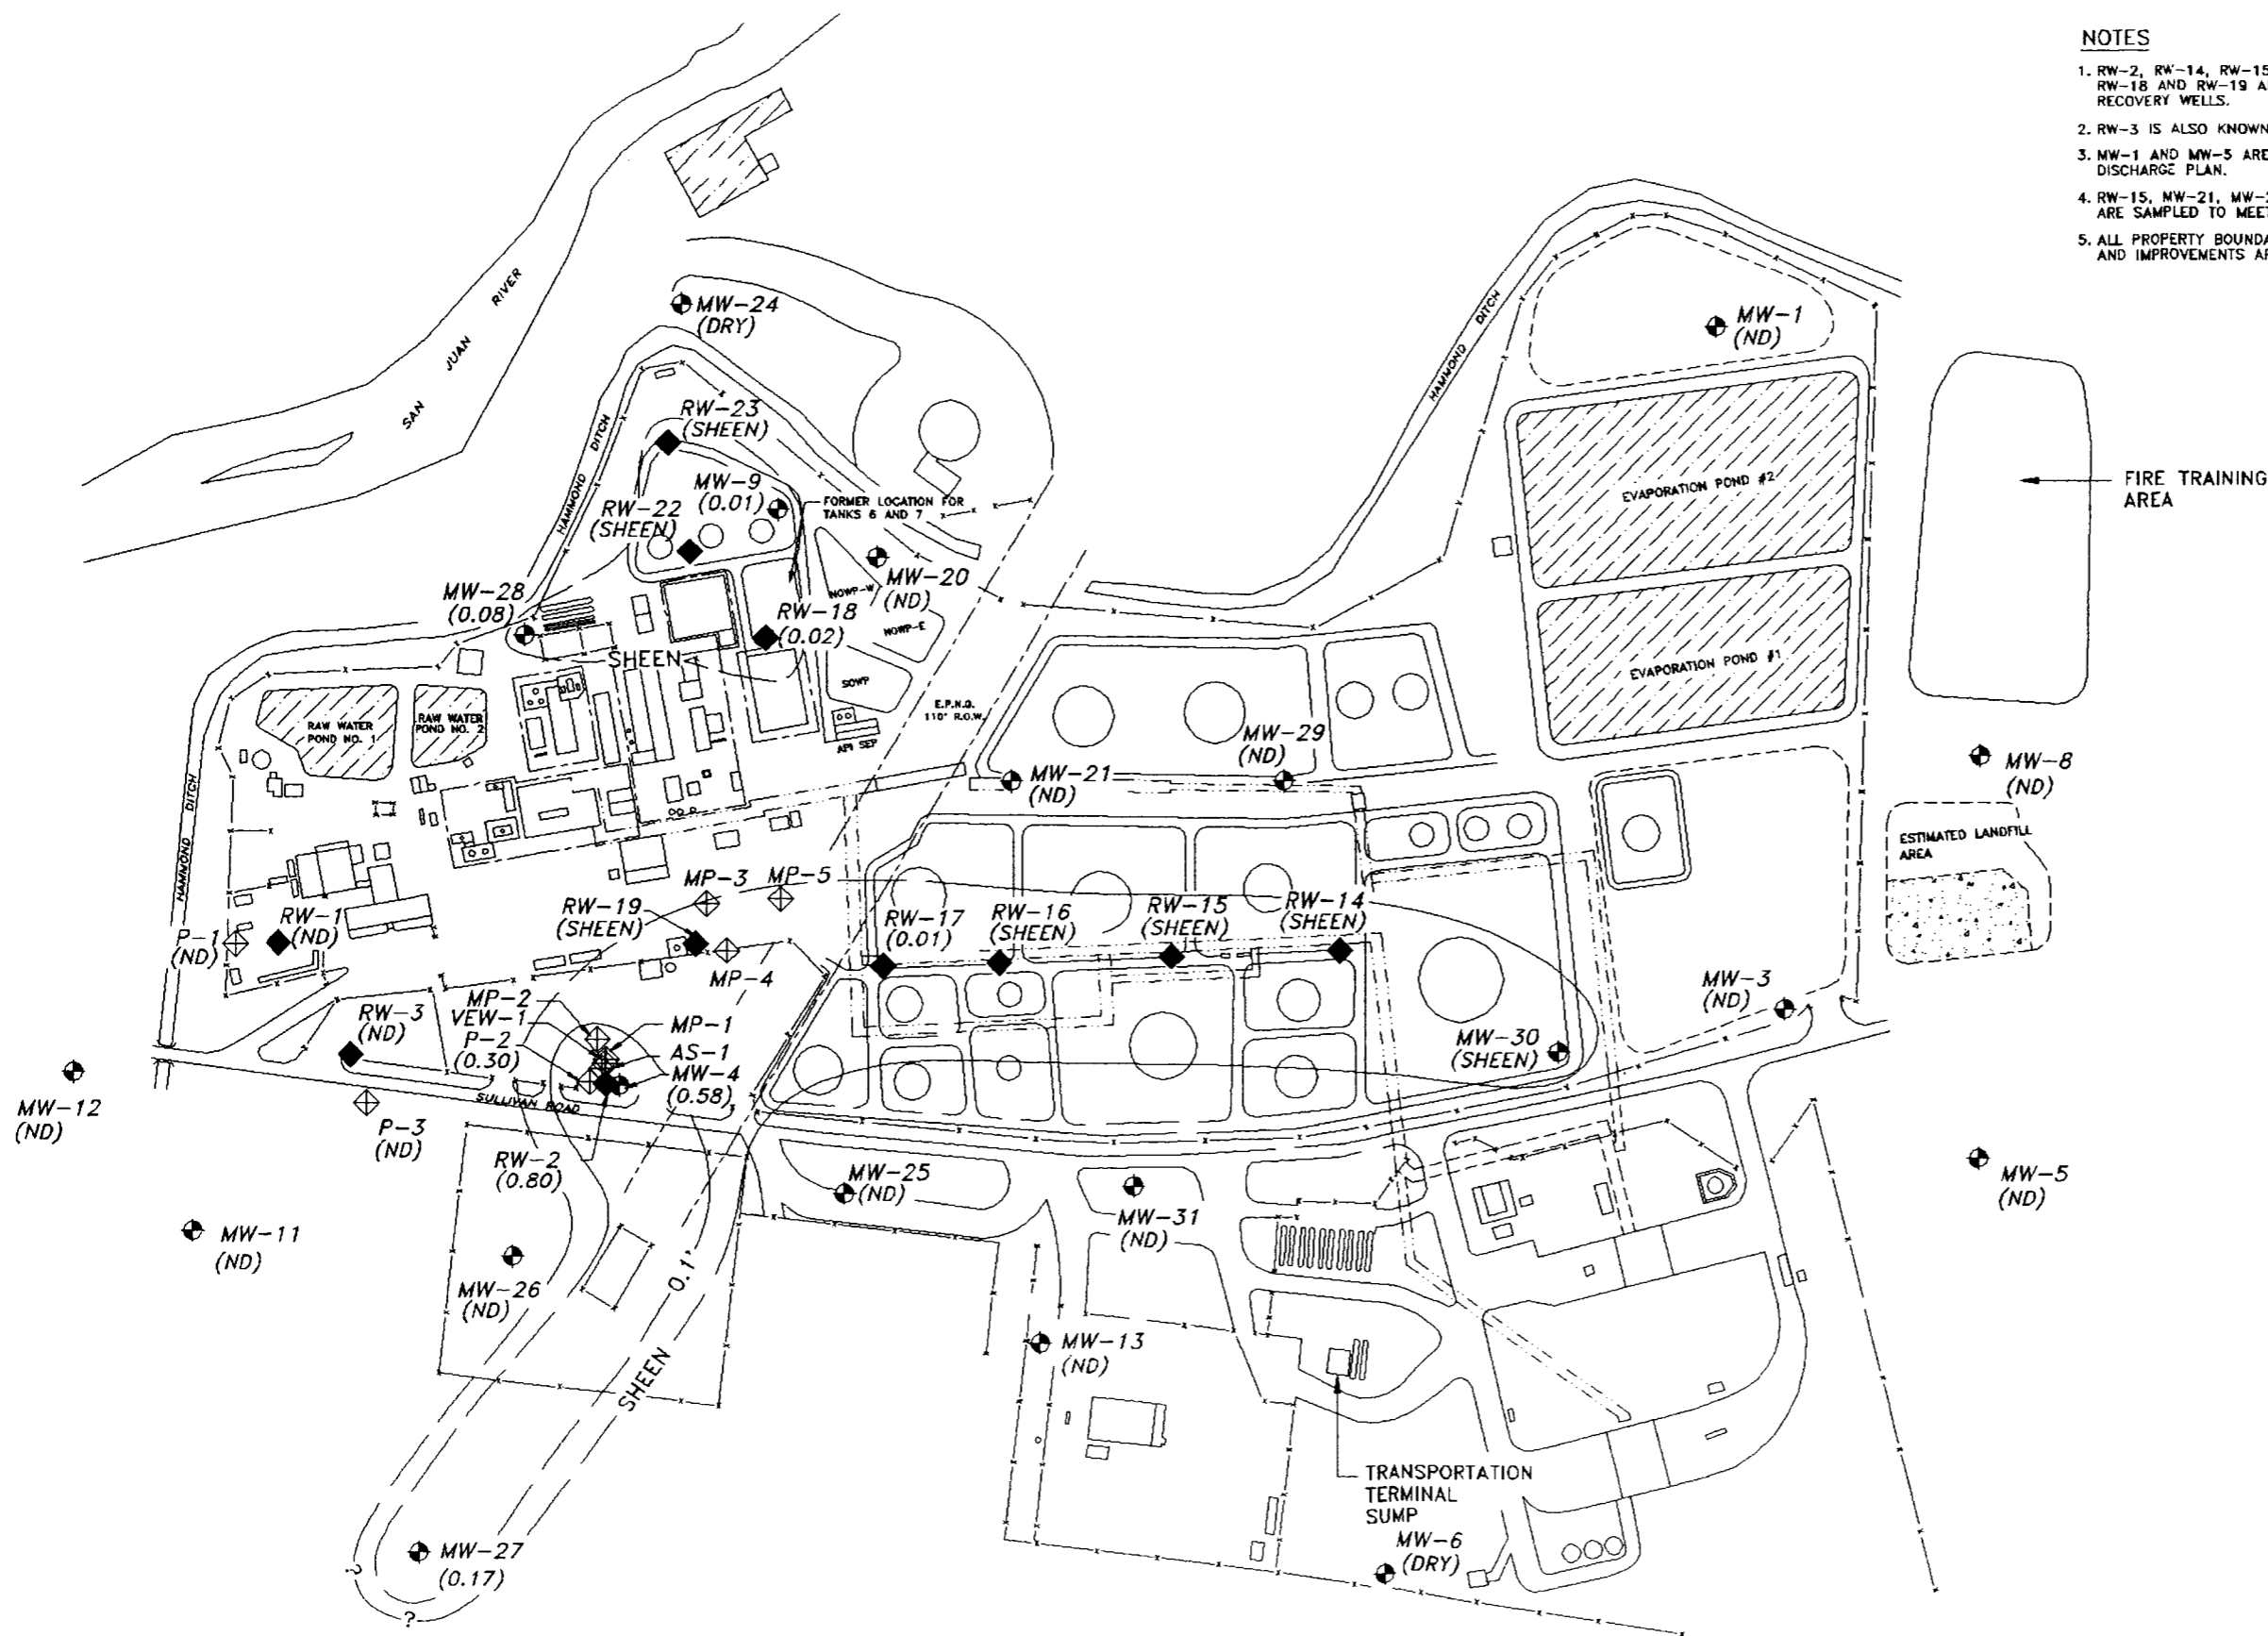 NOTES
1. RW-2, RW-14, RW-15
RW-18 AND RW-19
RECOVERY WELLS.
2. RW-3 IS ALSO KNOWN
3. MW-1 AND MW-5 ARE
DISCHARGE PLAN.
4. RW-15, MW-21,
ARE SAMPLED TO MEET
5. ALL PROPERTY
AND IMPROVEMENTS
SAN JUAN RIVER
MW-24
(DRY)
HAMMOND DITCH
MW-1
(ND)
RW-23
(SHEEN)
HAMMOND DITCH
EVAPORATION POND #2
FIRE TRAINING
AREA
MW-9
(0.01)
FORMER LOCATION FOR
TANKS 6 AND 7
RW-22
(SHEEN)
MW-20
(ND)
MW-28
(0.08)
NOWP-W
RW-18
(0.02)
NOWP-E
SHEEN
EVAPORATION POND #1
SOWP
E.P.N.G.
110' R.O.W.
RAW WATER
POND NO. 1
RAW WATER
POND NO. 2
API SEP
MW-29
(ND)
MW-21
(ND)
MW-8
(ND)
HAMMOND DITCH
ESTIMATED LANDFILL
AREA
MP-3
MP-5
RW-19
(SHEEN)
RW-17
(0.01)
RW-16
(SHEEN)
RW-15
(SHEEN)
RW-14
(SHEEN)
P-1
(ND)
RW-1
(ND)
MP-4
MW-3
(ND)
RW-3
(ND)
MP-2
VEW-1
P-2
(0.30)
MP-1
AS-1
MW-4
(0.58)
MW-30
(SHEEN)
SULLIVAN ROAD
MW-12
(ND)
P-3
(ND)
RW-2
(0.80)
MW-25
(ND)
MW-5
(ND)
MW-31
(ND)
MW-11
(ND)
MW-26
(ND)
0.1'
SHEEN
MW-13
(ND)
TRANSPORTATION
TERMINAL
SUMP
MW-6
(DRY)
MW-27
(0.17)
?
?